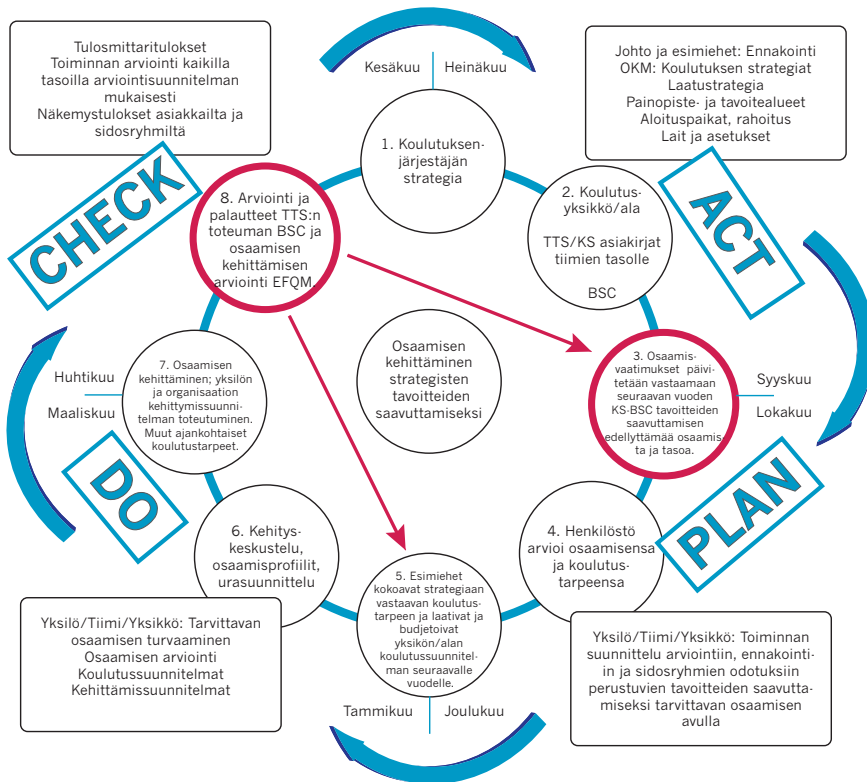 Tulosmittaritulokset
Toiminnan arviointi kaikilla
tasoilla arviointisuunnitelman
mukaisesti
Näkemystulokset asiakkailta ja
sidosryhmiltä
Kesäkuu
Heinäkuu
Johto ja esimiehet: Ennakointi
OKM: Koulutuksen strategiat
Laatustrategia
Painopiste- ja tavoitealueet
Aloituspaikat, rahoitus
Lait ja asetukset
CHECK
ACT
1. Koulutuksen-
järjestäjän
strategia
8. Arviointi ja
palautteet TTS:n
toteuman BSC ja
osaamisen
kehittämisen
arviointi EFQM.
2. Koulutus-
yksikkö/ala
TTS/KS asiakirjat
tiimien tasolle
BSC
Osaamisen
kehittäminen
strategisten
tavoitteiden
saavuttamiseksi
3. Osaamis-
vaatimukset päivi-
tetään vastaamaan
seuraavan vuoden
KS-BSC tavoitteiden
saavuttamisen
edellyttämää osaamis-
ta ja tasoa.
Syyskuu
Lokakuu
Huhtikuu
Maaliskuu
7. Osaamisen
kehittäminen; yksilön
ja organisaation
kehittymissuunni-
telman toteutuminen.
Muut ajankohtaiset
koulutustarpeet.
DO
PLAN
6. Kehitys-
keskustelu,
osaamisprofiilit,
urasuunnittelu
4. Henkilöstö
arvioi osaamisensa
ja koulutus-
tarpeensa
5. Esimiehet
kokoavat strategiaan
vastaavan koulutus-
tarpeen ja laativat ja
budjetoivat
yksikön/alan
koulutussuunnitel-
man seuraavalle
vuodelle.
Yksilö/Tiimi/Yksikkö: Tarvittavan
osaamisen turvaaminen
Osaamisen arviointi
Koulutussuunnitelmat
Kehittämissuunnitelmat
Yksilö/Tiimi/Yksikkö: Toiminnan
suunnittelu arviointiin, ennakointi-
in ja sidosryhmien odotuksiin
perustuvien tavoitteiden saavutta-
miseksi tarvittavan osaamisen
avulla
Tammikuu
Joulukuu